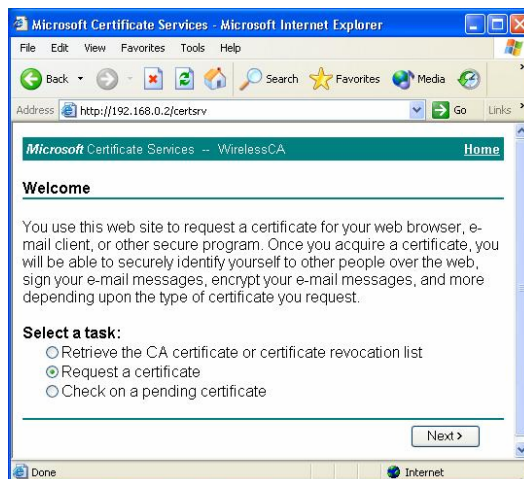 Microsoft Certificate Services - Microsoft Internet Explorer
File Edit View Favorites Tools Help
Back Search Favorites Media
Address http://192.168.0.2/certsrv Go Links
Microsoft Certificate Services -- WirelessCA Home
Welcome
You use this web site to request a certificate for your web browser, e-
mail client, or other secure program. Once you acquire a certificate, you
will be able to securely identify yourself to other people over the web,
sign your e-mail messages, encrypt your e-mail messages, and more
depending upon the type of certificate you request.
Select a task:
Retrieve the CA certificate or certificate revocation list
Request a certificate
Check on a pending certificate
Next >
Done Internet